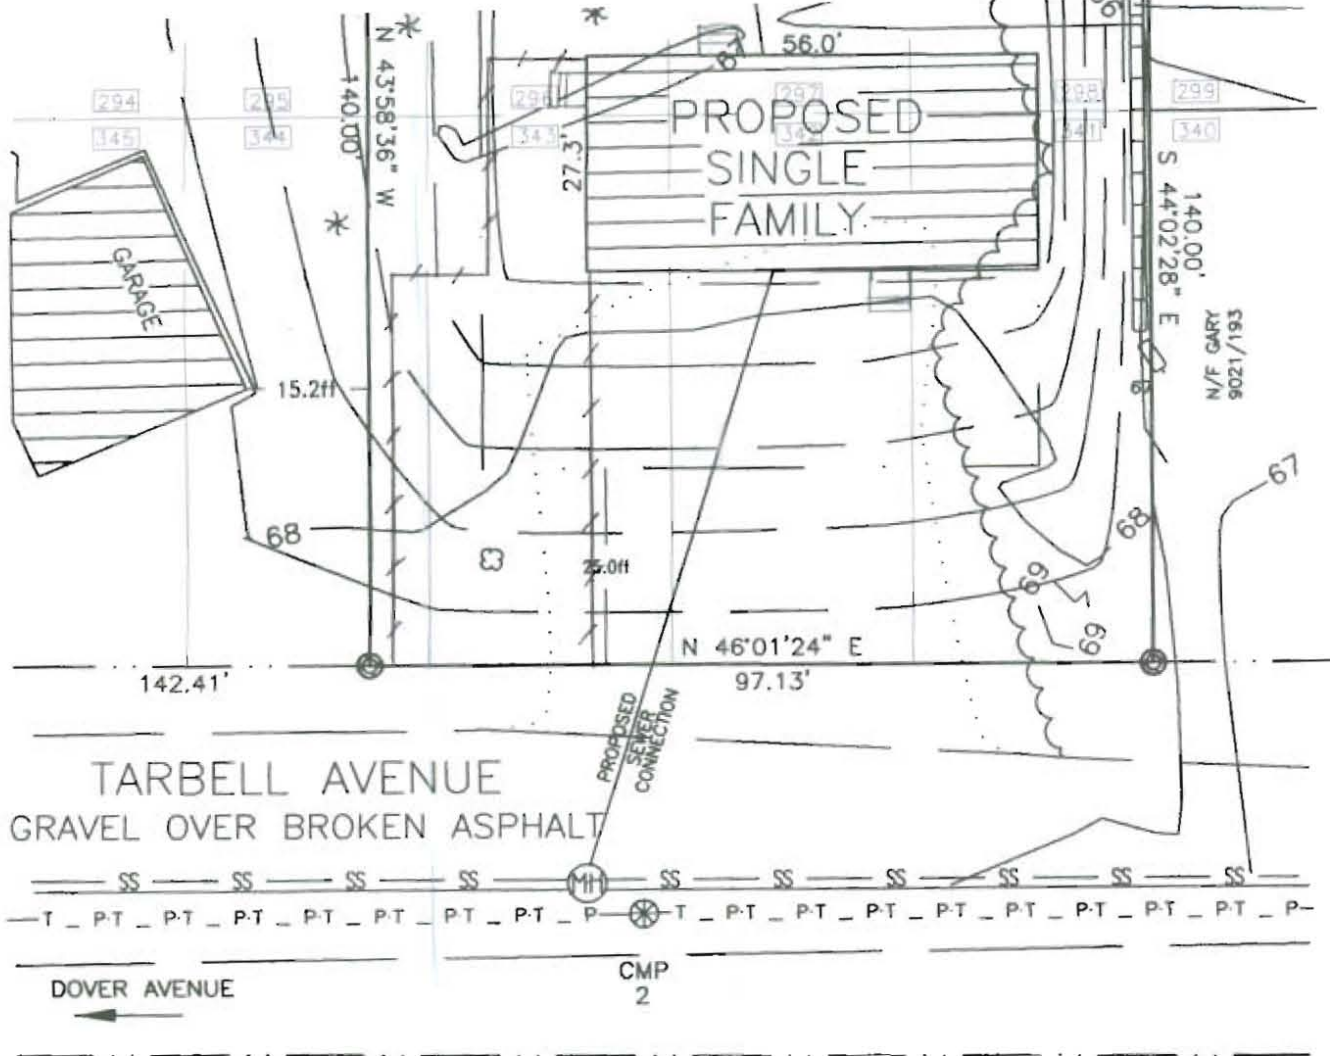 56.0'
67
N 43°58'36" W
140.00'
294
295
296
297
298
299
345
344
343
341
340
PROPOSED
SINGLE
FAMILY
27.3'
GARAGE
S 44°02'28" E
140.00'
N/F GARY
9021/193
15.2ft
67
68
68
69
69
25.0ft
N 46°01'24" E
142.41'
97.13'
PROPOSED
SEWER
CONNECTION
TARBELL AVENUE
GRAVEL OVER BROKEN ASPHALT
SS SS SS SS MH SS SS SS SS SS SS
T P·T P·T P·T P·T P·T P·T P·T P T P·T P·T P·T P·T P·T P·T P·T P·T P
CMP
2
DOVER AVENUE